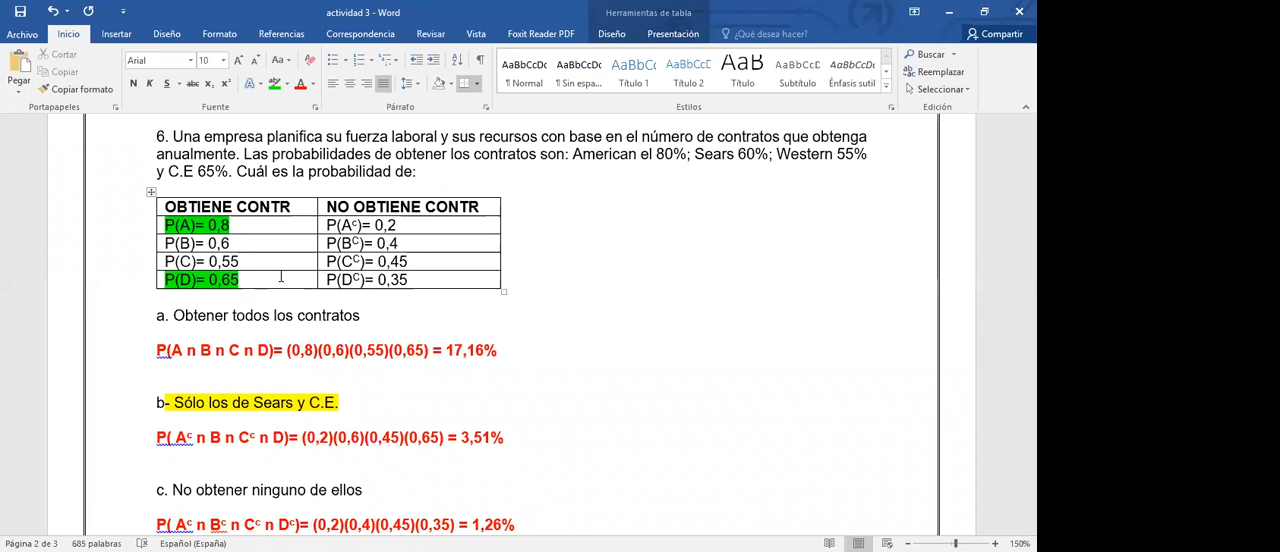 actividad 3 - Word
Herramientas de tabla
Archivo Inicio Insertar Diseño Formato Referencias Correspondencia Revisar Vista Foxit Reader PDF Diseño Presentación ¿Qué desea hacer? Compartir
Pegar
Cortar
Copiar
Copiar formato
Portapapeles
Arial 10
Aa
N K S abc x₂ x² A A
Fuente
Párrafo
AaBbCcDc AaBbCcDc AaBbCc AaBbCcD AaB AaBbCcD AaBbCcDc
¶ Normal ¶ Sin espa... Título 1 Título 2 Título Subtítulo Énfasis sutil
Estilos
Buscar
Reemplazar
Seleccionar
Edición
6. Una empresa planifica su fuerza laboral y sus recursos con base en el número de contratos que obtenga
anualmente. Las probabilidades de obtener los contratos son: American el 80%; Sears 60%; Western 55%
y C.E 65%. Cuál es la probabilidad de:
OBTIENE CONTR NO OBTIENE CONTR
P(A)= 0,8 P(Aᶜ)= 0,2
P(B)= 0,6 P(Bᶜ)= 0,4
P(C)= 0,55 P(Cᶜ)= 0,45
P(D)= 0,65 P(Dᶜ)= 0,35
a. Obtener todos los contratos
P(A n B n C n D)= (0,8)(0,6)(0,55)(0,65) = 17,16%
b- Sólo los de Sears y C.E.
P( Aᶜ n B n Cᶜ n D)= (0,2)(0,6)(0,45)(0,65) = 3,51%
c. No obtener ninguno de ellos
P( Aᶜ n Bᶜ n Cᶜ n Dᶜ)= (0,2)(0,4)(0,45)(0,35) = 1,26%
Página 2 de 3 685 palabras Español (España) 150%